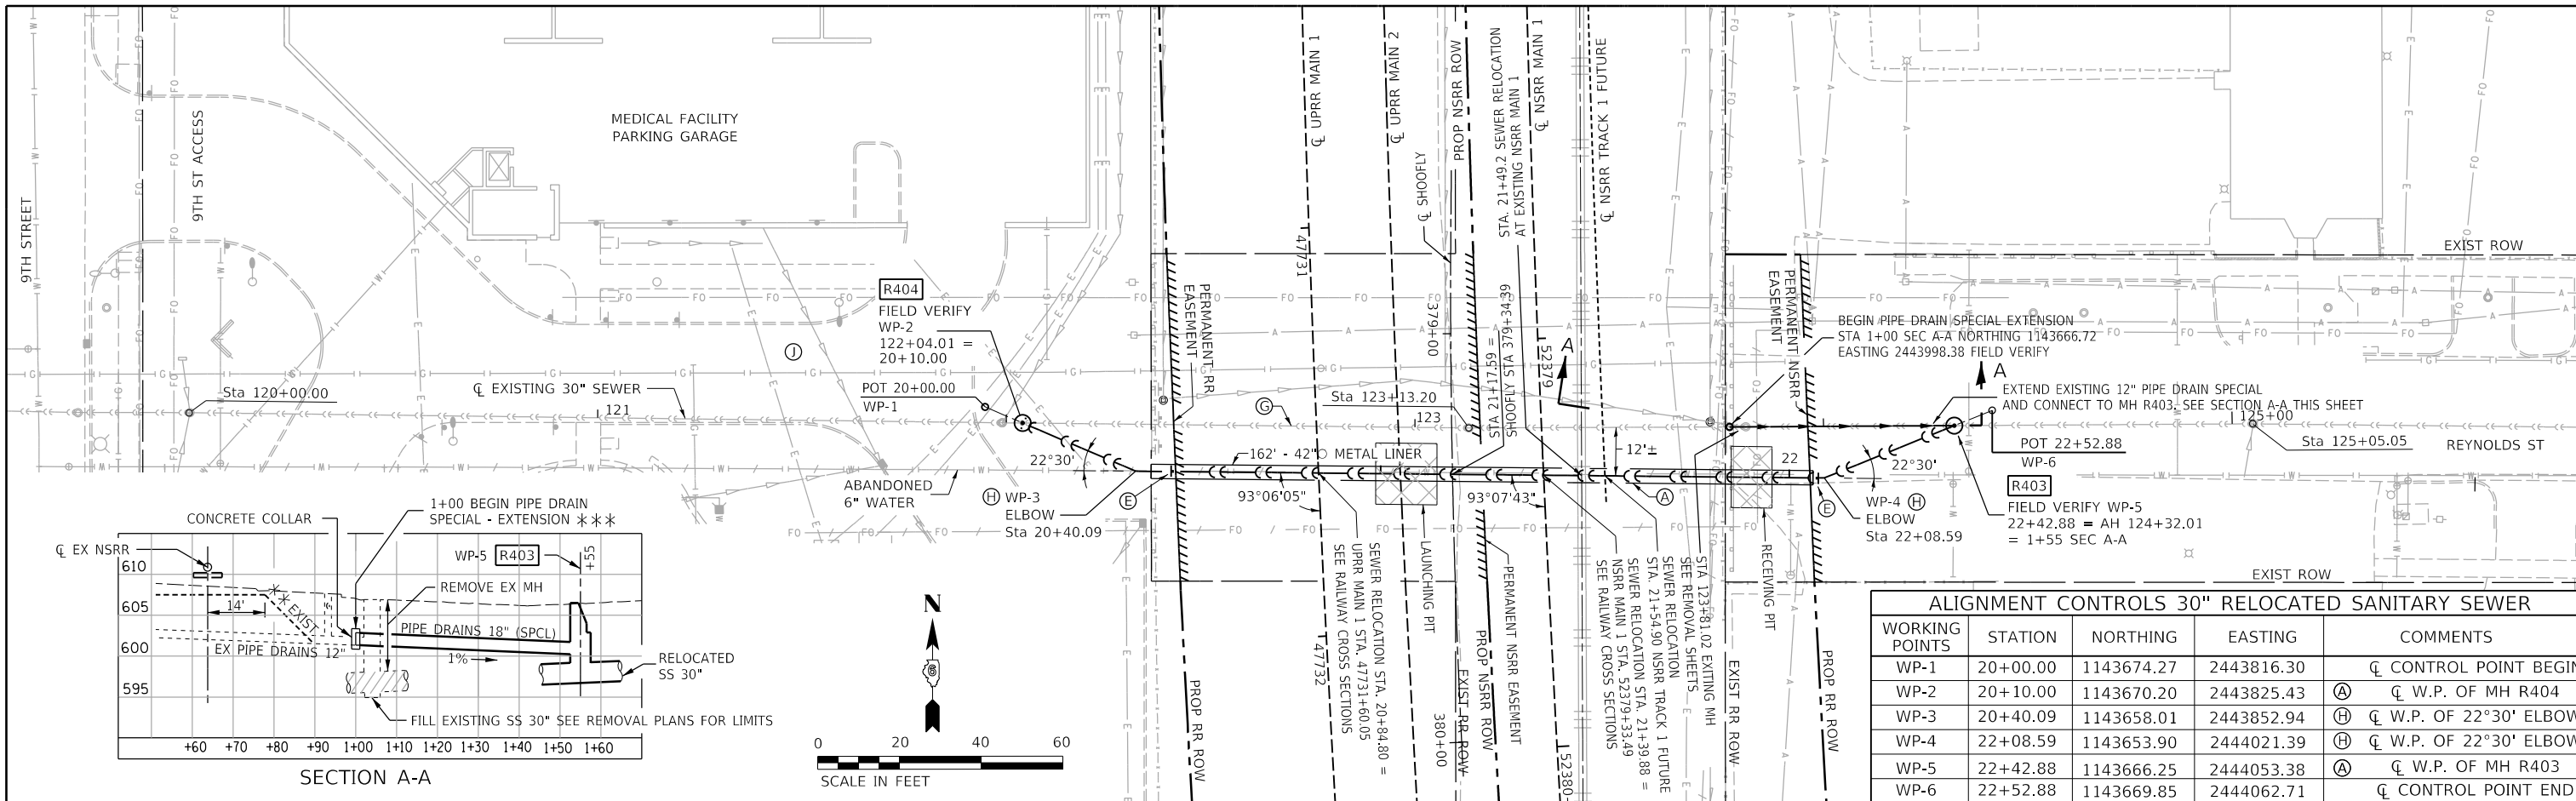 9TH STREET
9TH ST ACCESS
MEDICAL FACILITY
PARKING GARAGE
Sta 120+00.00
℄ EXISTING 30" SEWER
121
J
R404
FIELD VERIFY
WP-2
122+04.01 =
20+10.00
POT 20+00.00
WP-1
22°30'
ABANDONED
6" WATER
H WP-3
ELBOW
Sta 20+40.09
E
PERMANENT RR
EASEMENT
PROP RR ROW
℄ UPRR MAIN 1
47731
47732
℄ UPRR MAIN 2
℄ SHOOFLY
379+00
380+00
PROP NSRR ROW
STA. 21+17.59 =
SHOOFLY STA 379+34.39
STA. 21+49.2 SEWER RELOCATION
AT EXISTING NSRR MAIN 1
℄ NSRR MAIN 1
52379
52380
℄ NSRR TRACK 1 FUTURE
A
G
Sta 123+13.20
123
12'±
162' - 42"∅ METAL LINER
93°06'05"
93°07'43"
A
22
SEWER RELOCATION STA. 20+84.80 =
UPRR MAIN 1 STA. 47731+60.05
SEE RAILWAY CROSS SECTIONS
LAUNCHING PIT
EXIST RR ROW
PROP NSRR ROW
PERMANENT NSRR EASEMENT
STA 123+81.02 EXITING MH
SEE REMOVAL SHEETS
SEWER RELOCATION
STA. 21+54.90 NSRR TRACK 1 FUTURE
SEWER RELOCATION STA. 21+39.88 =
NSRR MAIN 1 STA. 52379+33.49
SEE RAILWAY CROSS SECTIONS
EXIST RR ROW
RECEIVING PIT
PERMANENT NSRR
EASEMENT
PROP RR ROW
BEGIN PIPE DRAIN SPECIAL EXTENSION
STA 1+00 SEC A-A NORTHING 1143666.72
EASTING 2443998.38 FIELD VERIFY
A
EXTEND EXISTING 12" PIPE DRAIN SPECIAL
AND CONNECT TO MH R403. SEE SECTION A-A THIS SHEET
125+00
Sta 125+05.05
REYNOLDS ST
POT 22+52.88
WP-6
R403
FIELD VERIFY WP-5
22+42.88 = AH 124+32.01
= 1+55 SEC A-A
22°30'
WP-4 H
ELBOW
Sta 22+08.59
E
EXIST ROW
EXIST ROW
1+00 BEGIN PIPE DRAIN
SPECIAL - EXTENSION ***
CONCRETE COLLAR
℄ EX NSRR
WP-5 R403
+55
REMOVE EX MH
14'
EXIST
PIPE DRAINS 18" (SPCL)
EX PIPE DRAINS 12"
1%
RELOCATED
SS 30"
FILL EXISTING SS 30" SEE REMOVAL PLANS FOR LIMITS
610
605
600
595
+60 +70 +80 +90 1+00 1+10 1+20 1+30 1+40 1+50 1+60
SECTION A-A
N
6
0 20 40 60
SCALE IN FEET
ALIGNMENT CONTROLS 30" RELOCATED SANITARY SEWER
WORKING POINTS STATION NORTHING EASTING COMMENTS
WP-1 20+00.00 1143674.27 2443816.30 ℄ CONTROL POINT BEGIN
WP-2 20+10.00 1143670.20 2443825.43 A ℄ W.P. OF MH R404
WP-3 20+40.09 1143658.01 2443852.94 H ℄ W.P. OF 22°30' ELBOW
WP-4 22+08.59 1143653.90 2444021.39 H ℄ W.P. OF 22°30' ELBOW
WP-5 22+42.88 1143666.25 2444053.38 A ℄ W.P. OF MH R403
WP-6 22+52.88 1143669.85 2444062.71 ℄ CONTROL POINT END